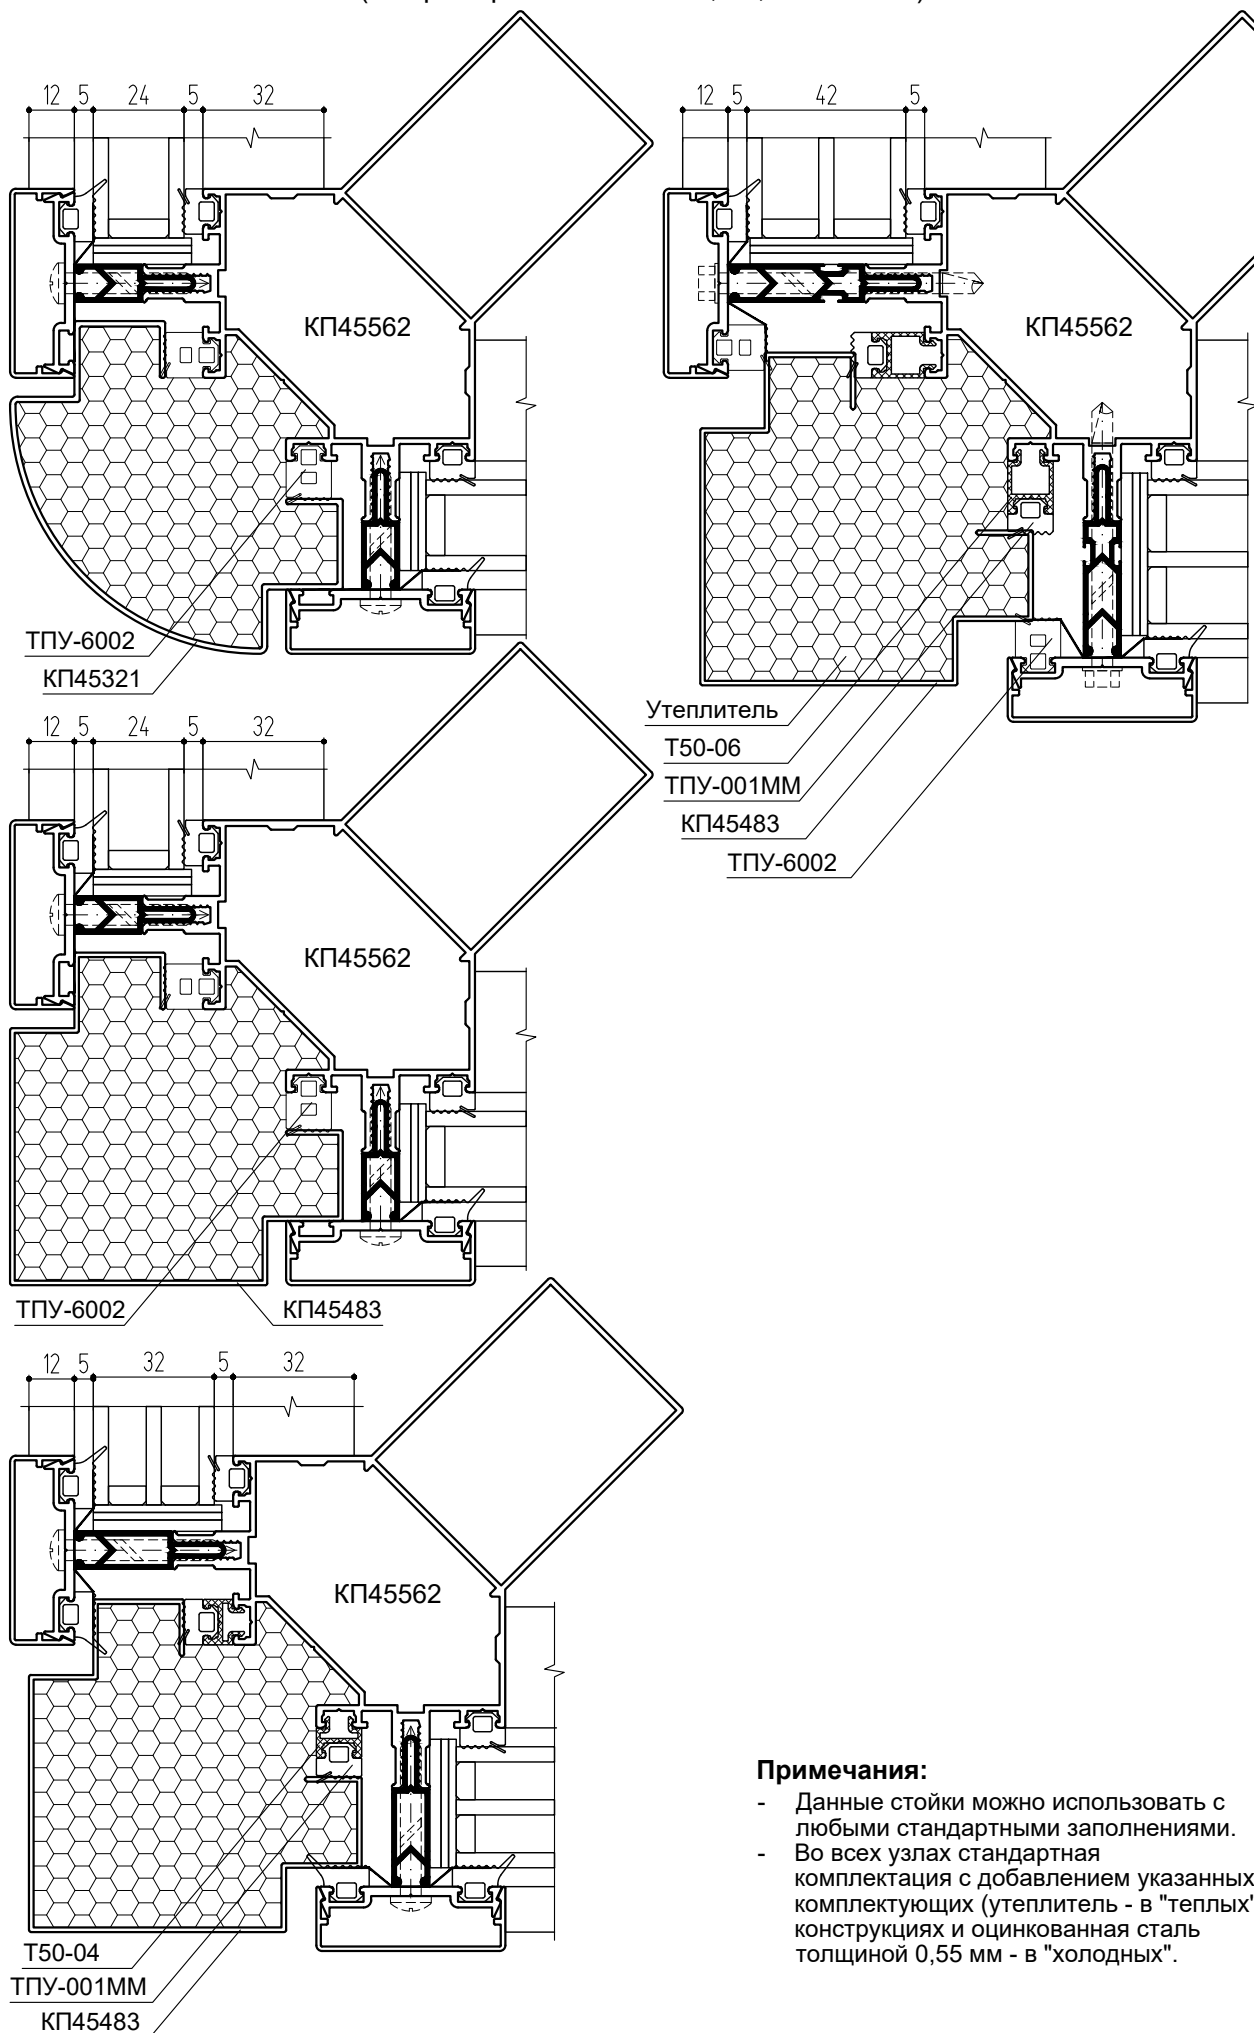 12 5 24 5 32
12 5 42 5
КП45562
КП45562
ТПУ-6002
КП45321
Утеплитель
Т50-06
ТПУ-001ММ
КП45483
ТПУ-6002
12 5 24 5 32
КП45562
ТПУ-6002
КП45483
12 5 32 5 32
КП45562
Т50-04
ТПУ-001ММ
КП45483
Примечания:
- Данные стойки можно использовать с
любыми стандартными заполнениями.
- Во всех узлах стандартная
комплектация с добавлением указанных
комплектующих (утеплитель - в "теплых"
конструкциях и оцинкованная сталь
толщиной 0,55 мм - в "холодных".